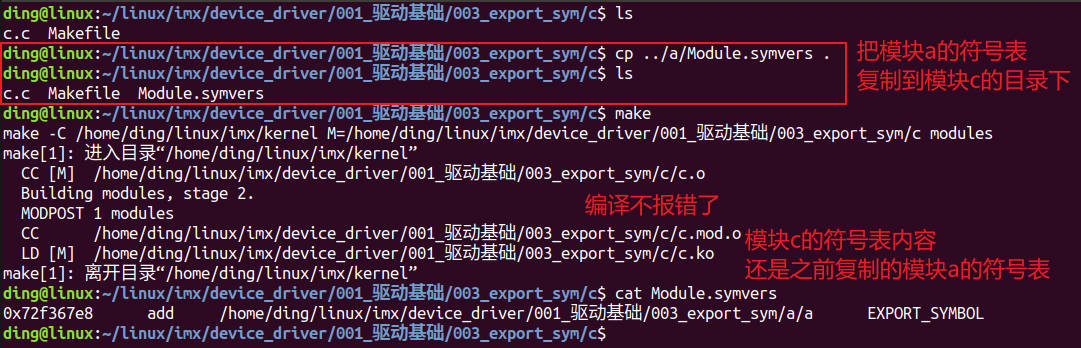 ding@linux:~/linux/imx/device_driver/001_驱动基础/003_export_sym/c$ ls
c.c  Makefile
ding@linux:~/linux/imx/device_driver/001_驱动基础/003_export_sym/c$ cp ../a/Module.symvers .
把模块a的符号表
ding@linux:~/linux/imx/device_driver/001_驱动基础/003_export_sym/c$ ls
复制到模块c的目录下
c.c  Makefile  Module.symvers
ding@linux:~/linux/imx/device_driver/001_驱动基础/003_export_sym/c$ make
make -C /home/ding/linux/imx/kernel M=/home/ding/linux/imx/device_driver/001_驱动基础/003_export_sym/c modules
make[1]: 进入目录“/home/ding/linux/imx/kernel”
CC [M]  /home/ding/linux/imx/device_driver/001_驱动基础/003_export_sym/c/c.o
Building modules, stage 2.
编译不报错了
MODPOST 1 modules
CC      /home/ding/linux/imx/device_driver/001_驱动基础/003_export_sym/c/c.mod.o
模块c的符号表内容
LD [M]  /home/ding/linux/imx/device_driver/001_驱动基础/003_export_sym/c/c.ko
还是之前复制的模块a的符号表
make[1]: 离开目录“/home/ding/linux/imx/kernel”
ding@linux:~/linux/imx/device_driver/001_驱动基础/003_export_sym/c$ cat Module.symvers
0x72f367e8      add     /home/ding/linux/imx/device_driver/001_驱动基础/003_export_sym/a/a      EXPORT_SYMBOL
ding@linux:~/linux/imx/device_driver/001_驱动基础/003_export_sym/c$